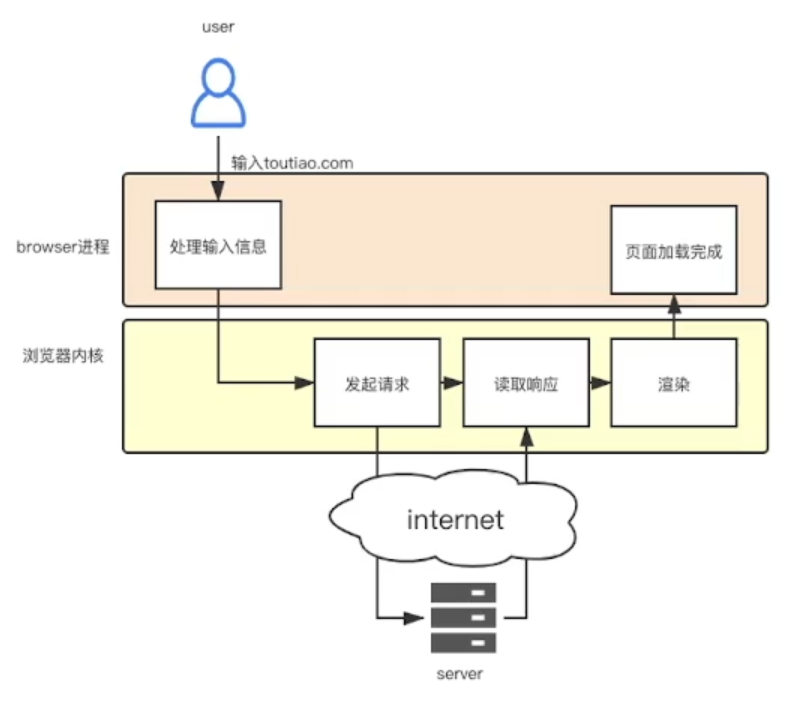 user
输入toutiao.com
browser进程
处理输入信息
页面加载完成
浏览器内核
发起请求
读取响应
渲染
internet
server